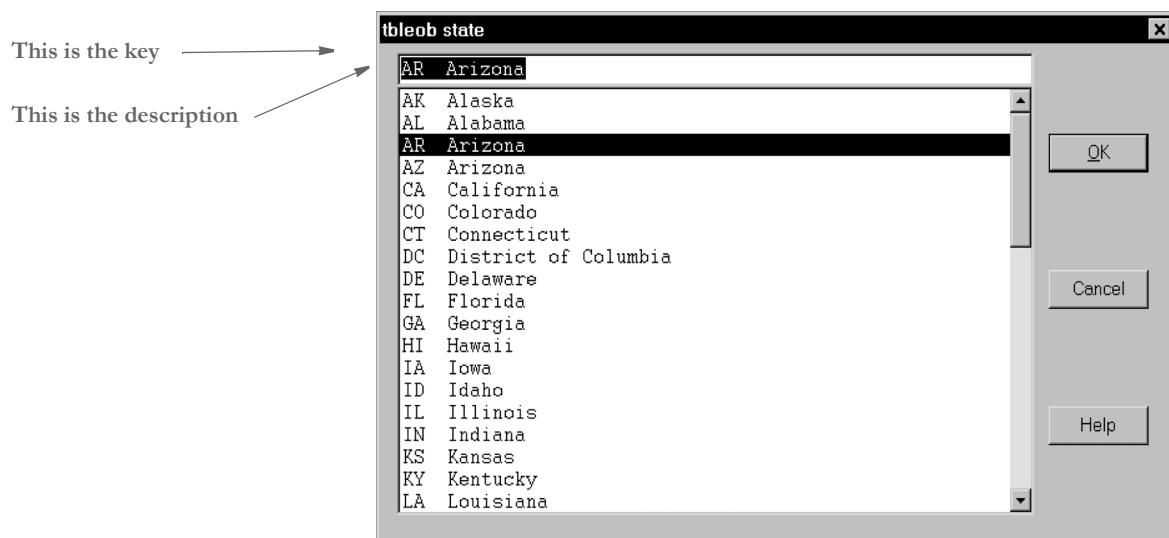 This is the key
This is the description
tbleob state
AR Arizona
AK Alaska
AL Alabama
AR Arizona
AZ Arizona
CA California
CO Colorado
CT Connecticut
DC District of Columbia
DE Delaware
FL Florida
GA Georgia
HI Hawaii
IA Iowa
ID Idaho
IL Illinois
IN Indiana
KS Kansas
KY Kentucky
LA Louisiana
OK
Cancel
Help